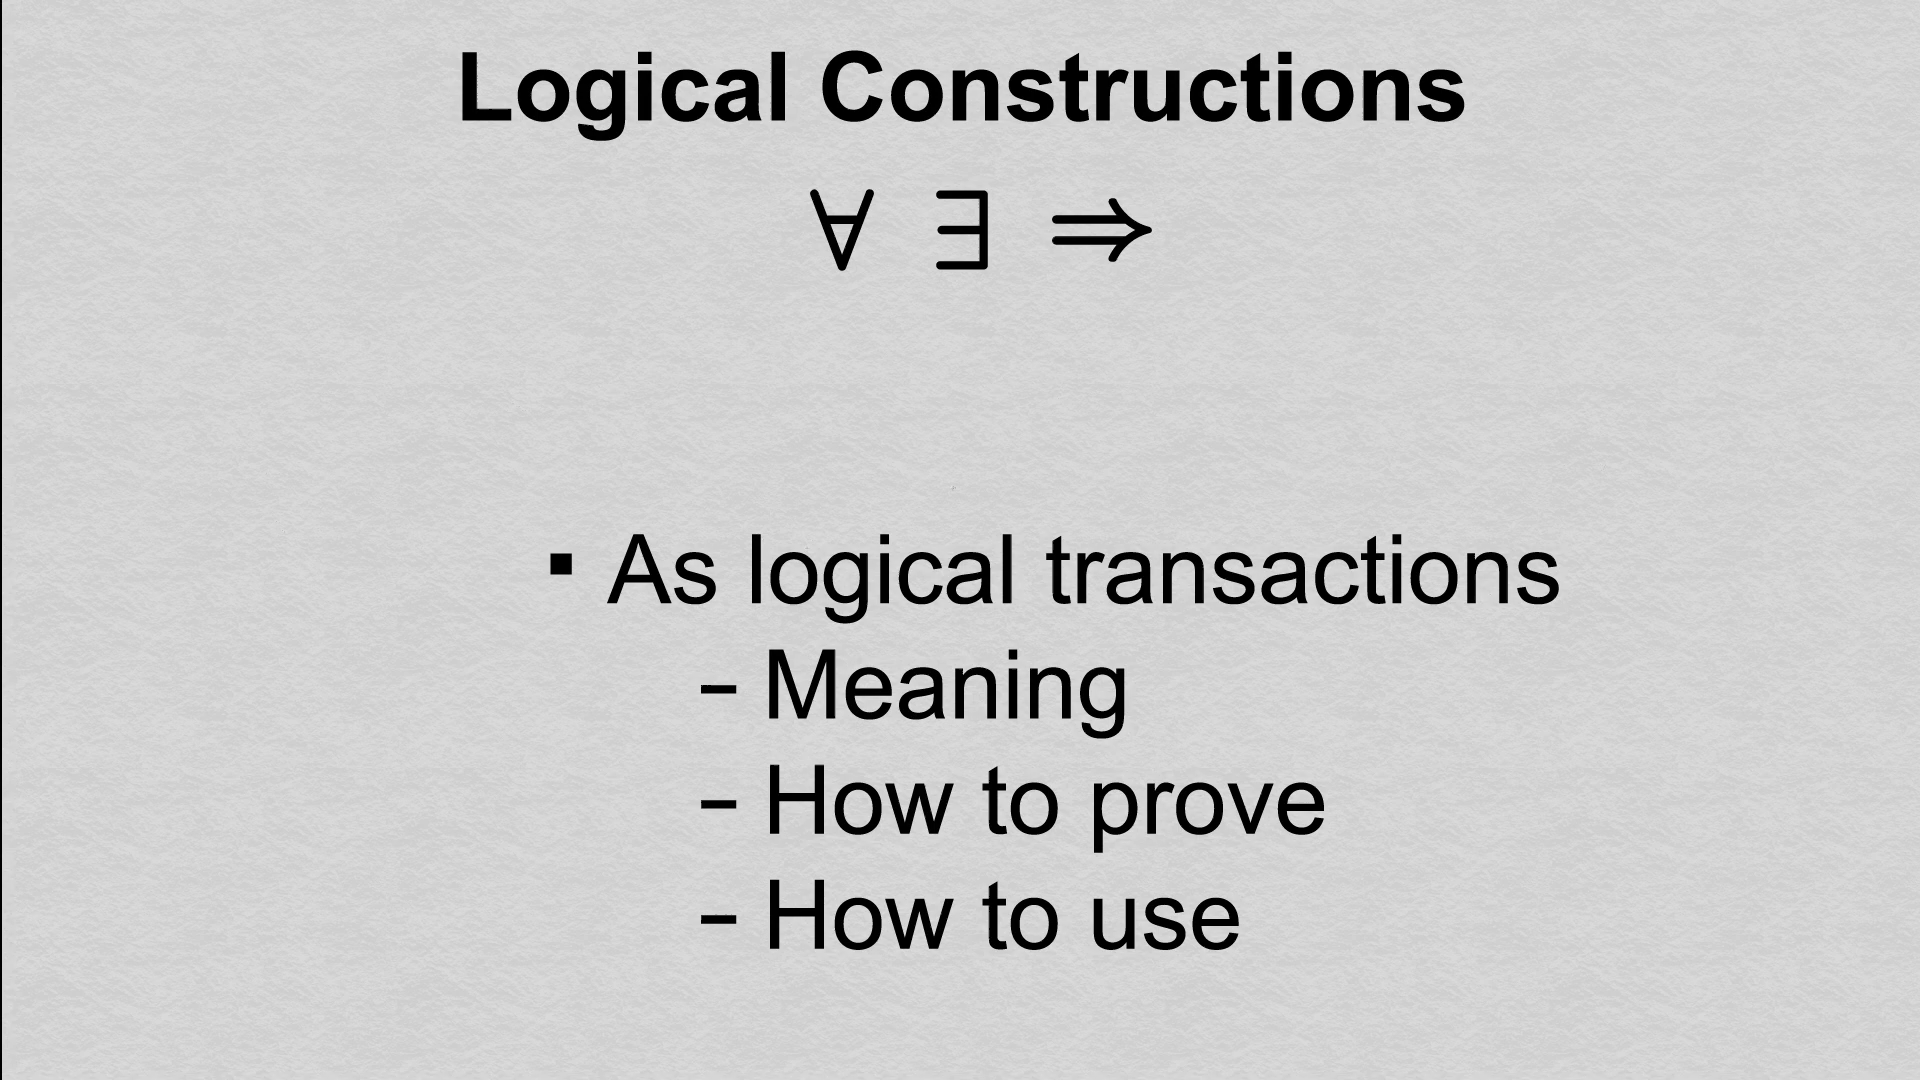 Logical Constructions
∀ ∃ ⇒
▪ As logical transactions
– Meaning
– How to prove
– How to use